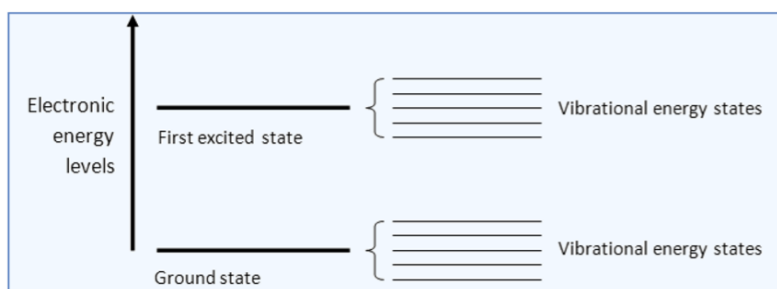 Electronic
energy
levels
First excited state
Vibrational energy states
Ground state
Vibrational energy states